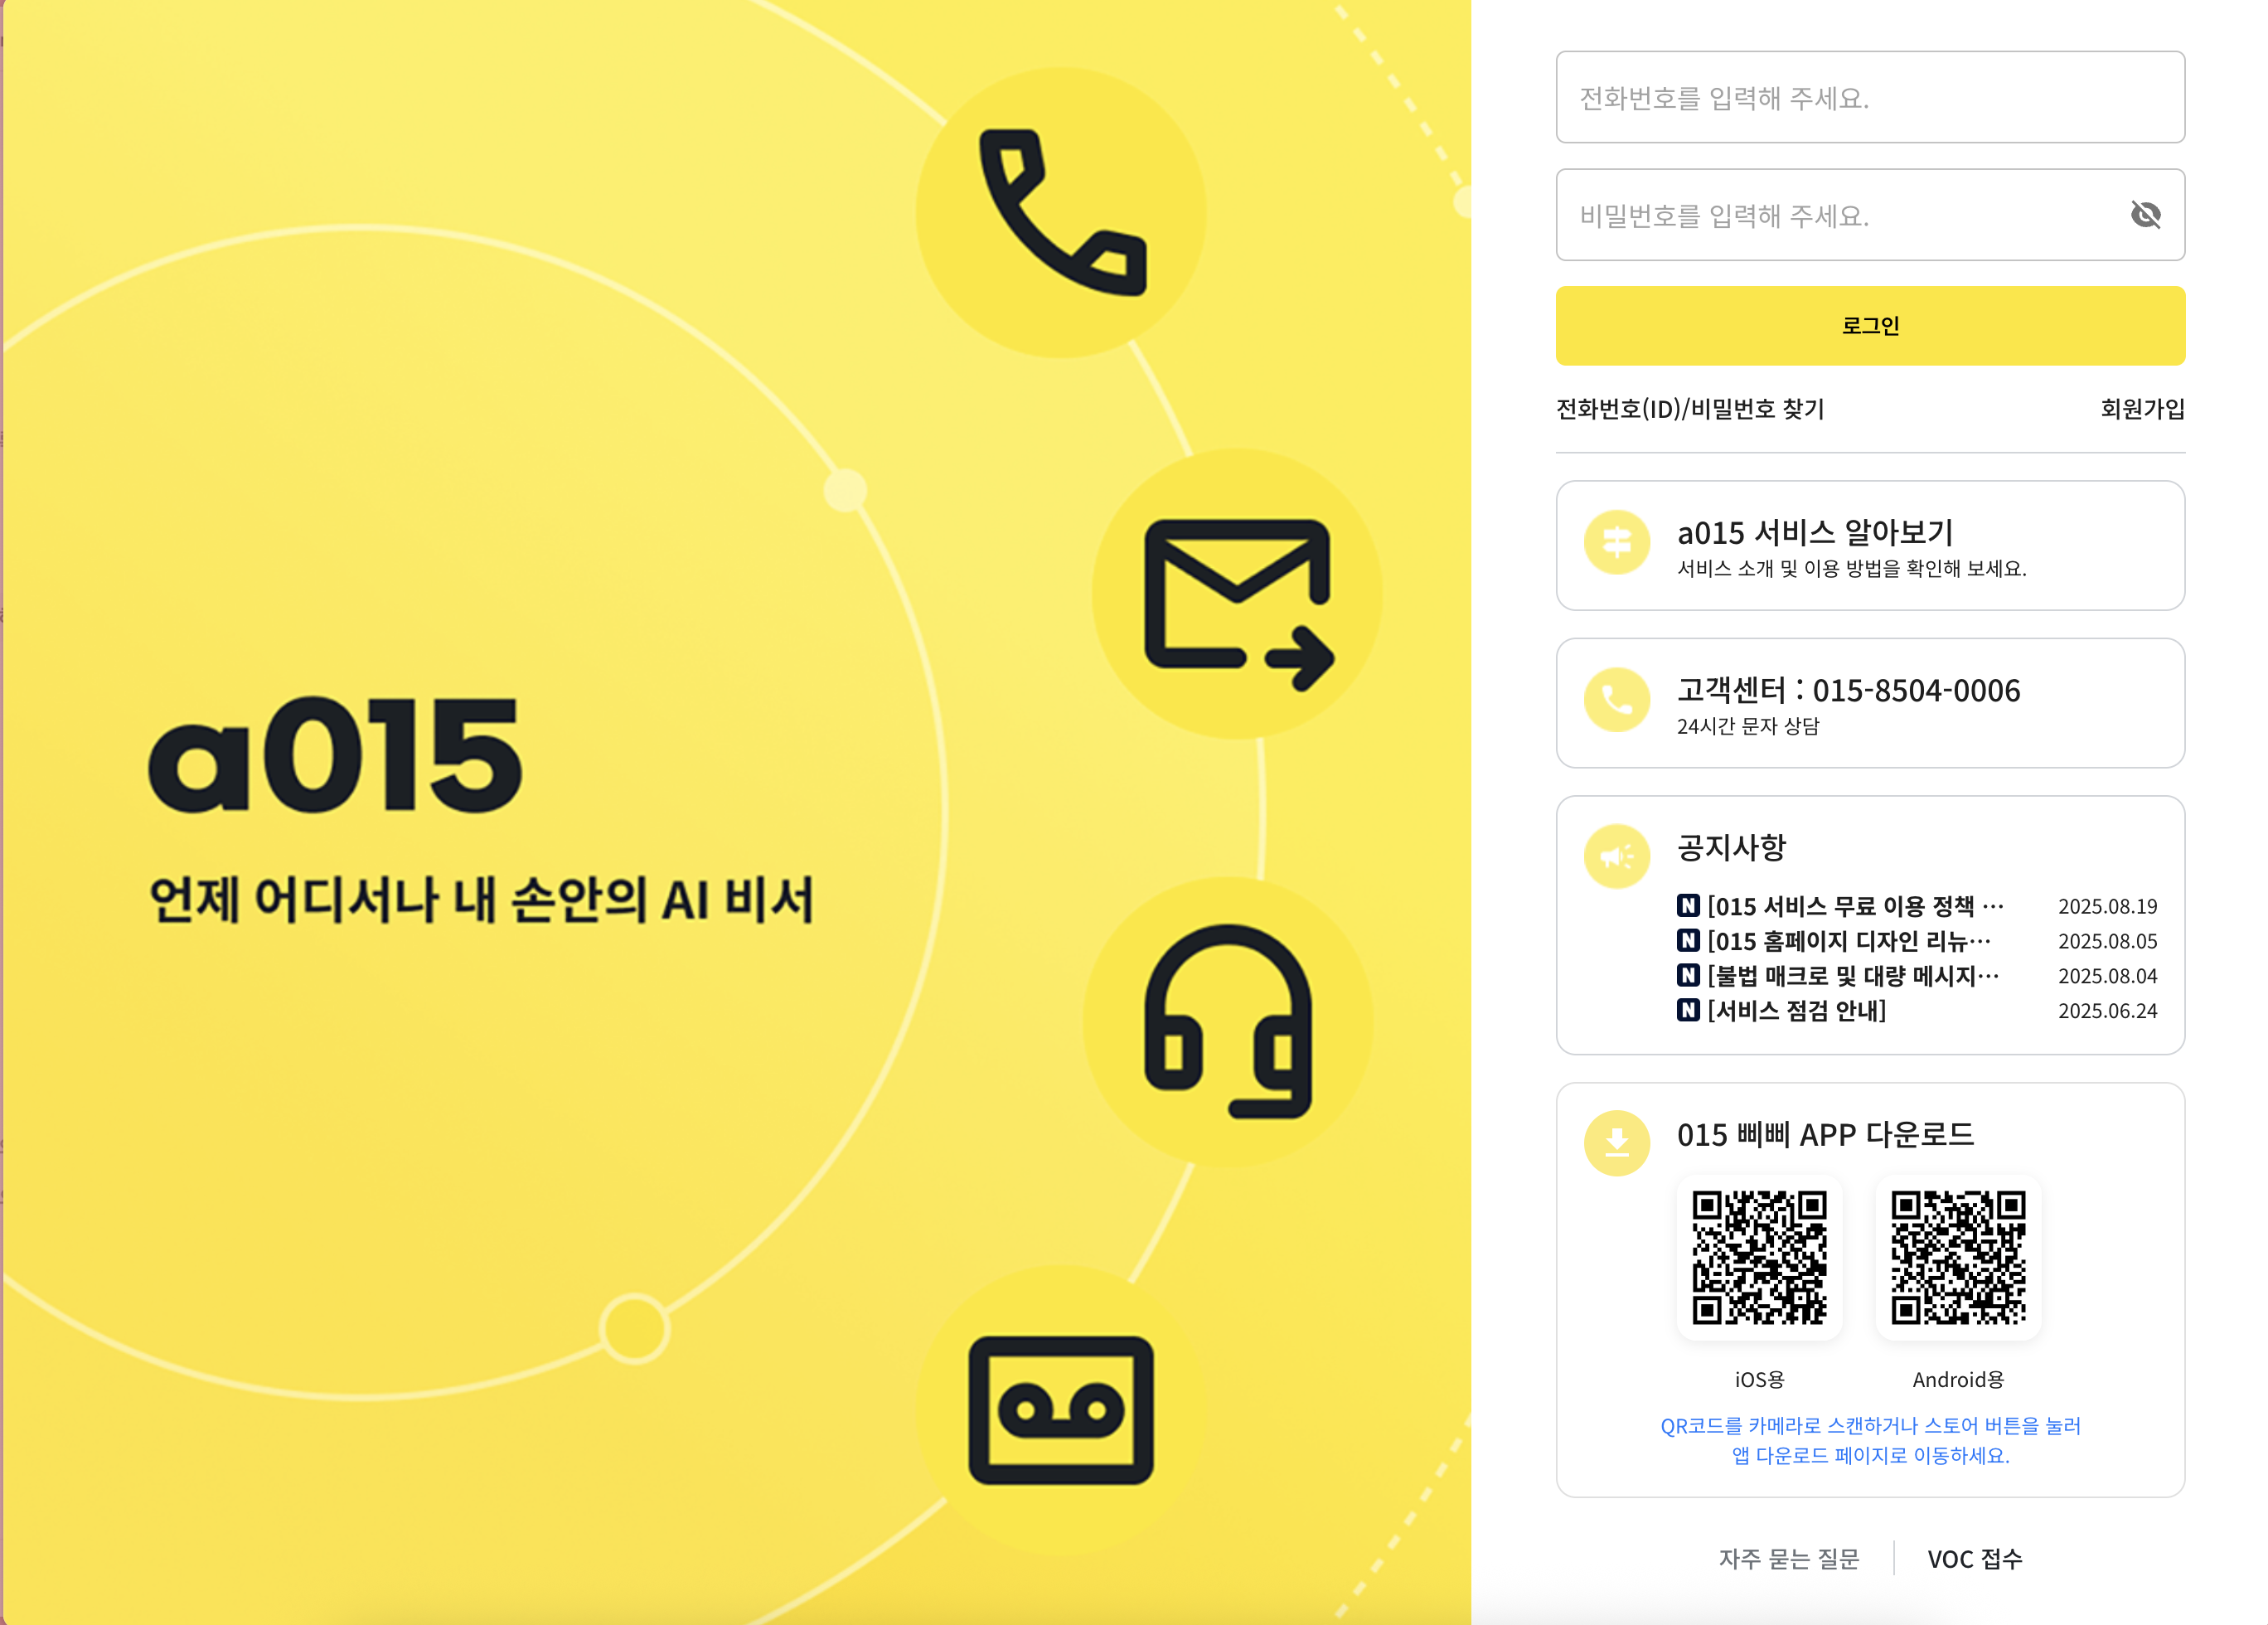 a015
언제 어디서나 내 손안의 AI 비서
전화번호를 입력해 주세요.
비밀번호를 입력해 주세요.
로그인
전화번호(ID)/비밀번호 찾기 회원가입
a015 서비스 알아보기
서비스 소개 및 이용 방법을 확인해 보세요.
고객센터 : 015-8504-0006
24시간 문자 상담
공지사항
N [015 서비스 무료 이용 정책 ⋯ 2025.08.19
N [015 홈페이지 디자인 리뉴⋯ 2025.08.05
N [불법 매크로 및 대량 메시지⋯ 2025.08.04
N [서비스 점검 안내] 2025.06.24
015 삐삐 APP 다운로드
iOS용 Android용
QR코드를 카메라로 스캔하거나 스토어 버튼을 눌러
앱 다운로드 페이지로 이동하세요.
자주 묻는 질문 VOC 접수